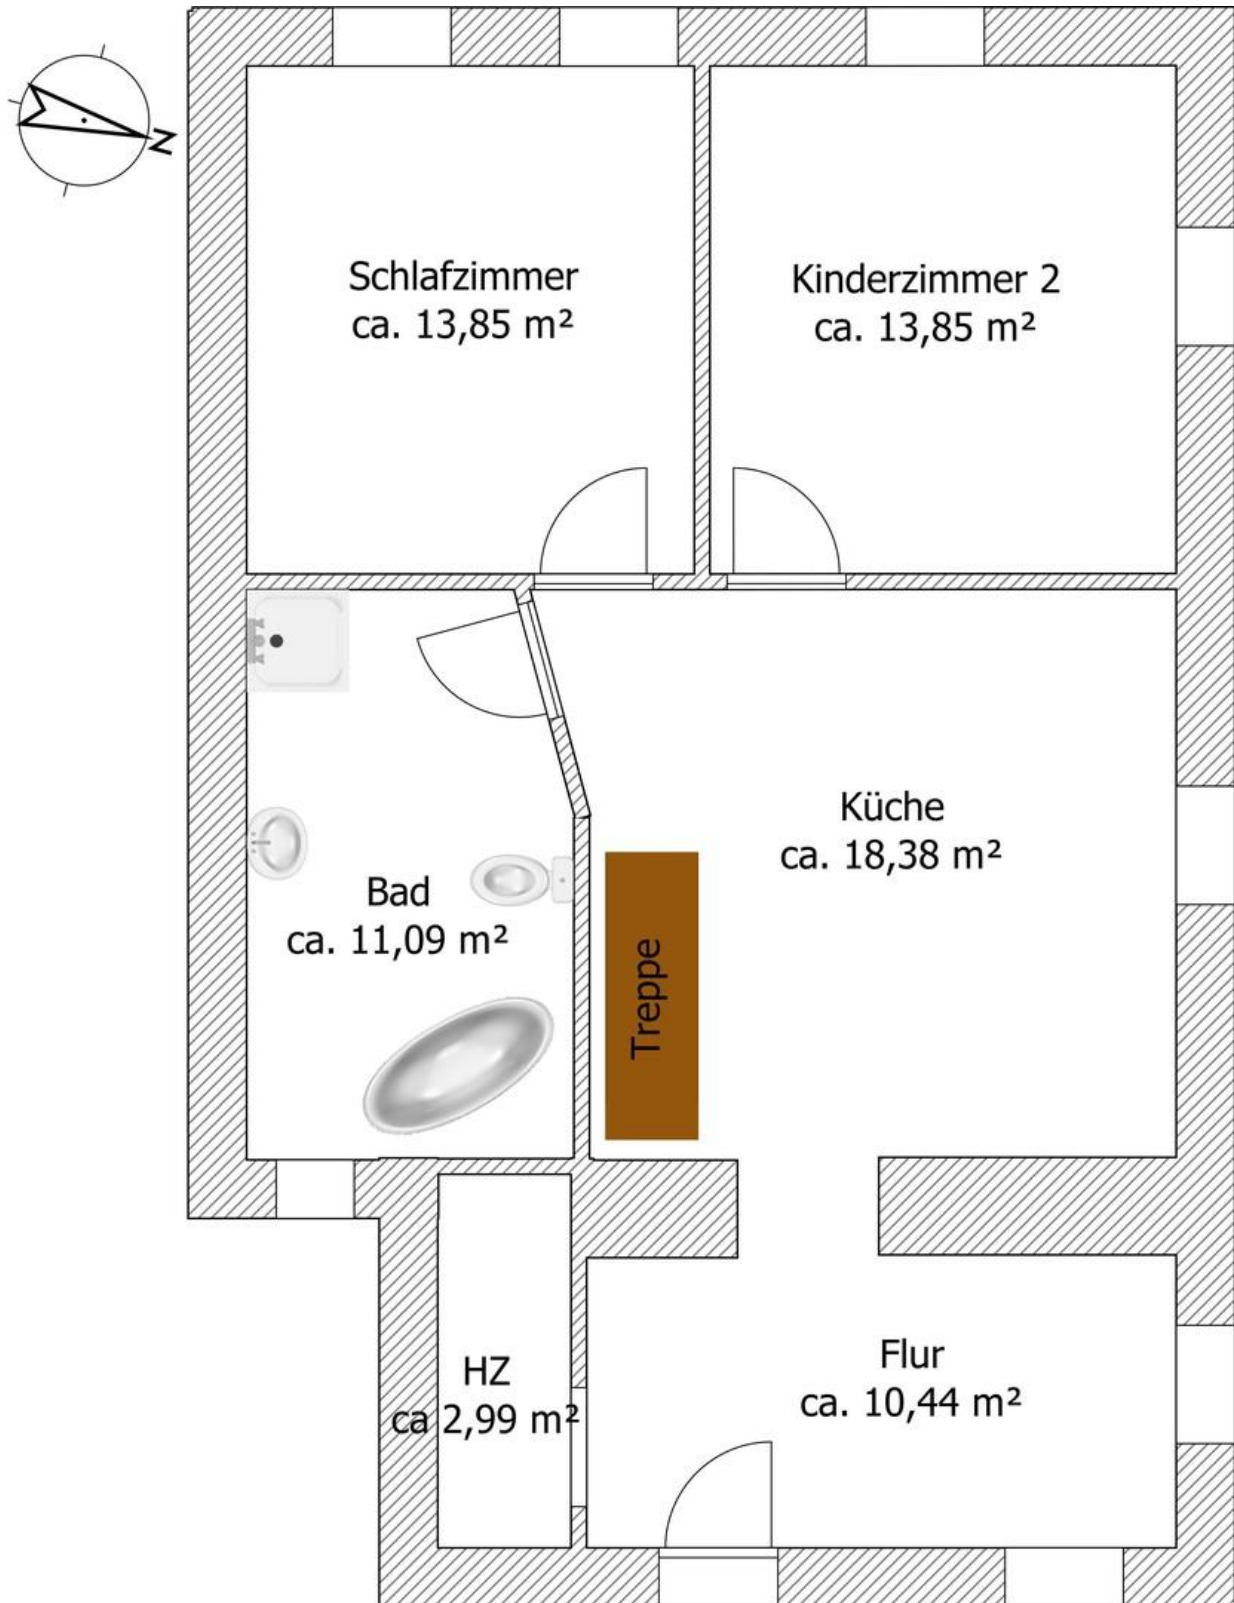 N
Schlafzimmer
ca. 13,85 m²
Kinderzimmer 2
ca. 13,85 m²
Küche
ca. 18,38 m²
Bad
ca. 11,09 m²
Treppe
HZ
ca 2,99 m²
Flur
ca. 10,44 m²